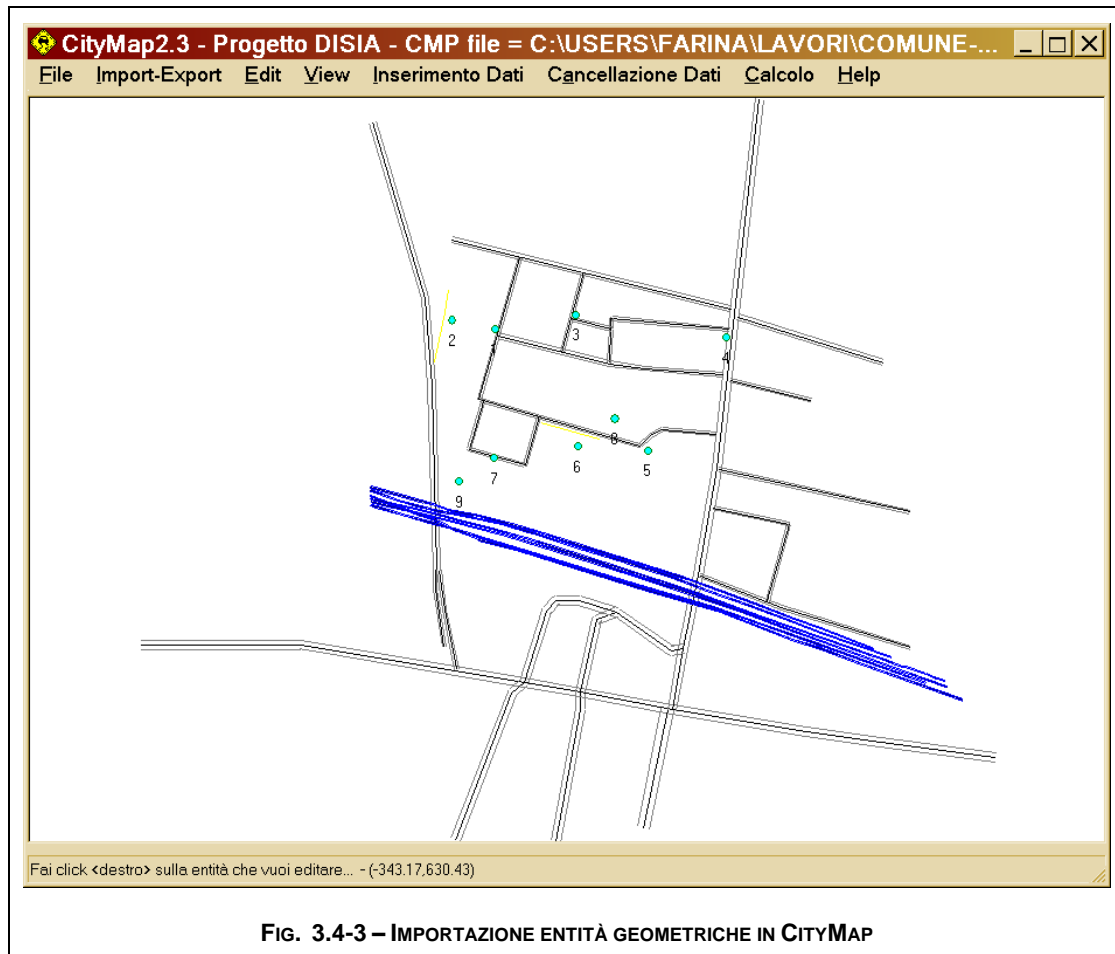 CityMap2.3 - Progetto DISIA - CMP file = C:\USERS\FARINA\LAVORI\COMUNE-...
File Import-Export Edit View Inserimento Dati Cancellazione Dati Calcolo Help
3
2
1
4
8
5
6
7
9
Fai click <destro> sulla entità che vuoi editare... - (-343.17,630.43)
FIG. 3.4-3 – IMPORTAZIONE ENTITÀ GEOMETRICHE IN CITYMAP